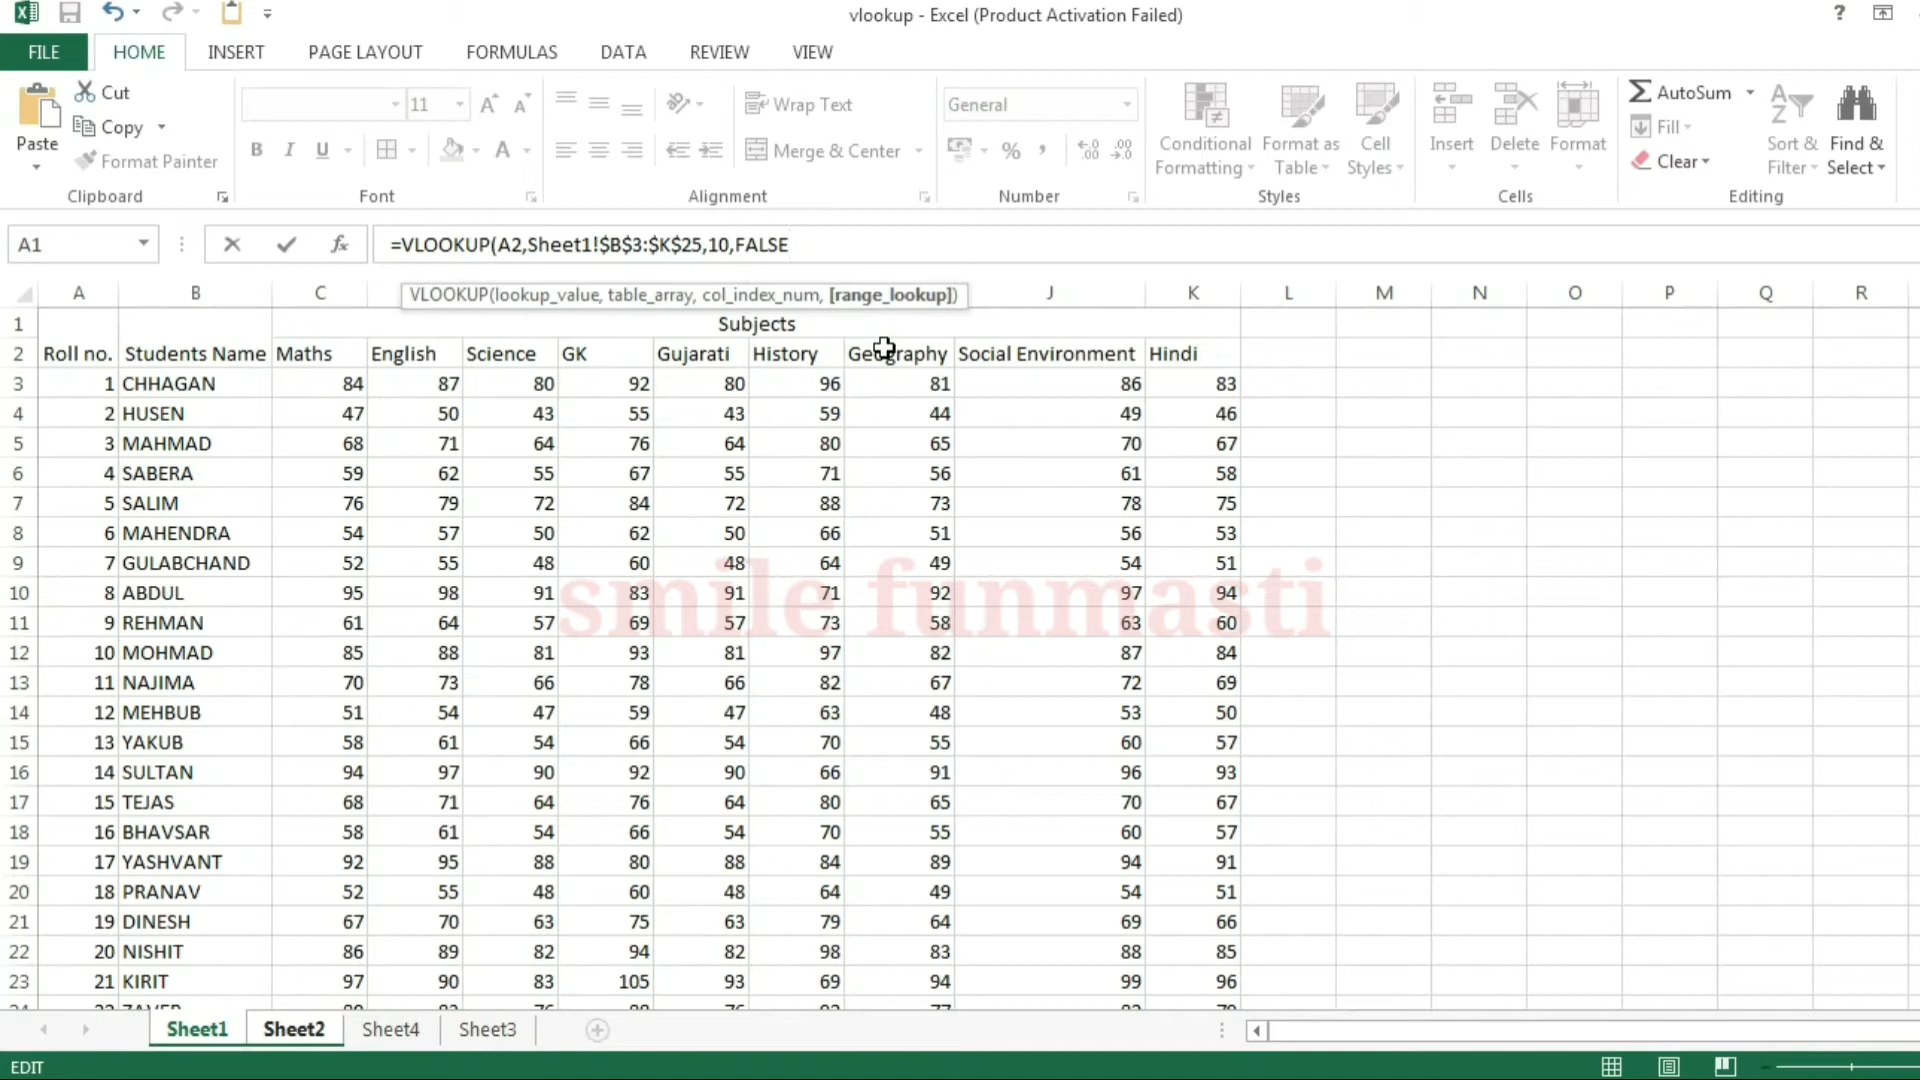 vlookup - Excel (Product Activation Failed)
FILE HOME INSERT PAGE LAYOUT FORMULAS DATA REVIEW VIEW
Cut
Copy
Format Painter
Paste
Clipboard
11
B I U
Font
Wrap Text
Merge & Center
Alignment
General
Number
Conditional Formatting
Format as Table
Cell Styles
Styles
Insert Delete Format
Cells
AutoSum
Fill
Clear
Sort & Filter
Find & Select
Editing
A1 =VLOOKUP(A2,Sheet1!$B$3:$K$25,10,FALSE
VLOOKUP(lookup_value, table_array, col_index_num, [range_lookup])
A B C J K L M N O P Q R
1 Subjects
2 Roll no. Students Name Maths English Science GK Gujarati History Geography Social Environment Hindi
3 1 CHHAGAN 84 87 80 92 80 96 81 86 83
4 2 HUSEN 47 50 43 55 43 59 44 49 46
5 3 MAHMAD 68 71 64 76 64 80 65 70 67
6 4 SABERA 59 62 55 67 55 71 56 61 58
7 5 SALIM 76 79 72 84 72 88 73 78 75
8 6 MAHENDRA 54 57 50 62 50 66 51 56 53
9 7 GULABCHAND 52 55 48 60 48 64 49 54 51
10 8 ABDUL 95 98 91 83 91 71 92 97 94
11 9 REHMAN 61 64 57 69 57 73 58 63 60
12 10 MOHMAD 85 88 81 93 81 97 82 87 84
13 11 NAJIMA 70 73 66 78 66 82 67 72 69
14 12 MEHBUB 51 54 47 59 47 63 48 53 50
15 13 YAKUB 58 61 54 66 54 70 55 60 57
16 14 SULTAN 94 97 90 92 90 66 91 96 93
17 15 TEJAS 68 71 64 76 64 80 65 70 67
18 16 BHAVSAR 58 61 54 66 54 70 55 60 57
19 17 YASHVANT 92 95 88 80 88 84 89 94 91
20 18 PRANAV 52 55 48 60 48 64 49 54 51
21 19 DINESH 67 70 63 75 63 79 64 69 66
22 20 NISHIT 86 89 82 94 82 98 83 88 85
23 21 KIRIT 97 90 83 105 93 69 94 99 96
smile funmasti
Sheet1 Sheet2 Sheet4 Sheet3
EDIT